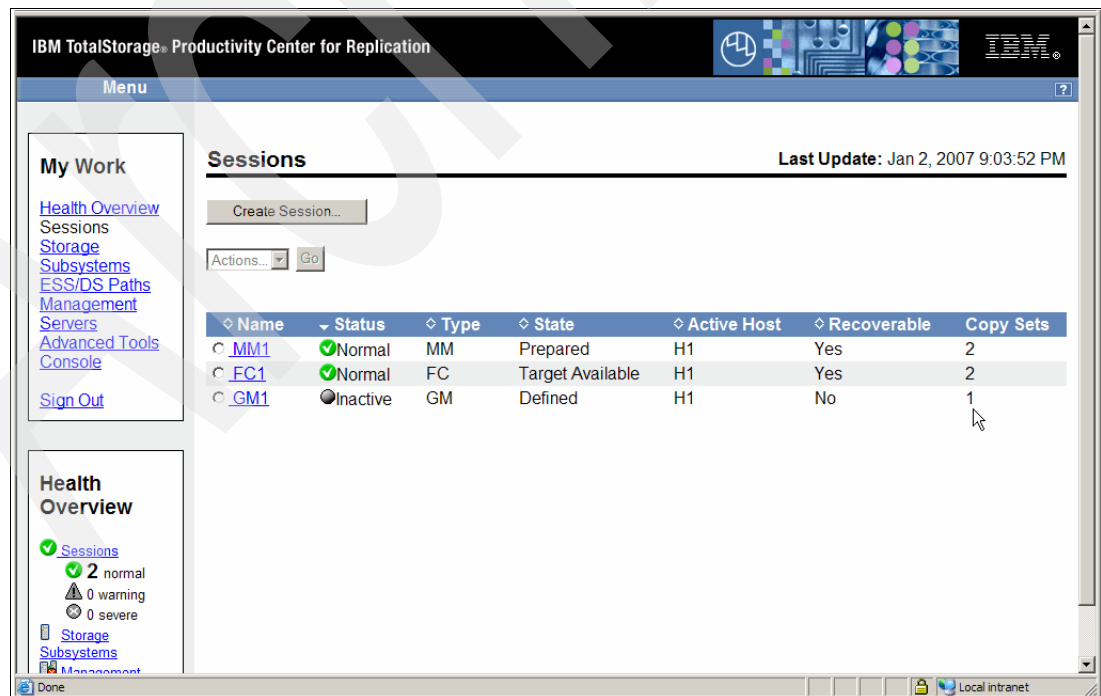 IBM TotalStorage® Productivity Center for Replication
IBM®
Menu
?
My Work
Health Overview
Sessions
Storage
Subsystems
ESS/DS Paths
Management
Servers
Advanced Tools
Console
Sign Out
Health
Overview
Sessions
2 normal
0 warning
0 severe
Storage
Subsystems
Management
Sessions
Last Update: Jan 2, 2007 9:03:52 PM
Create Session...
Actions... Go
Name Status Type State Active Host Recoverable Copy Sets
MM1 Normal MM Prepared H1 Yes 2
FC1 Normal FC Target Available H1 Yes 2
GM1 Inactive GM Defined H1 No 1
Done
Local intranet